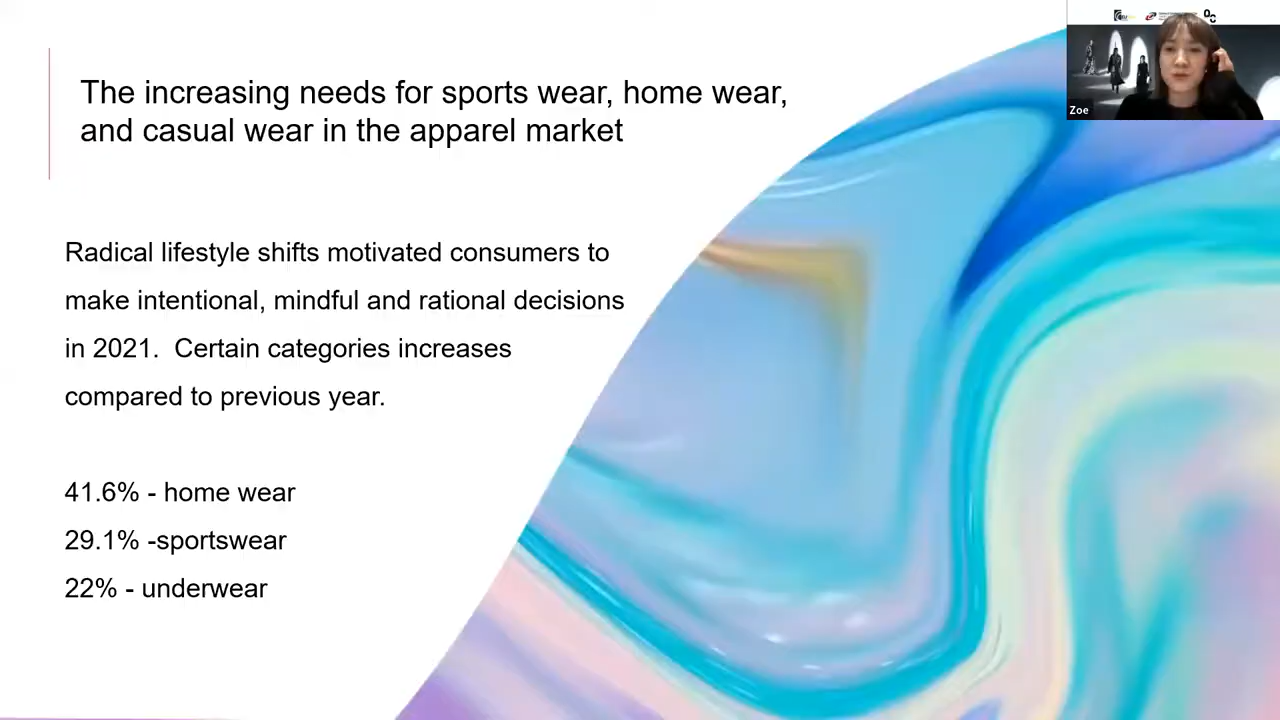 The increasing needs for sports wear, home wear,
and casual wear in the apparel market
Radical lifestyle shifts motivated consumers to
make intentional, mindful and rational decisions
in 2021.  Certain categories increases
compared to previous year.
41.6% - home wear
29.1% -sportswear
22% - underwear
Zoe